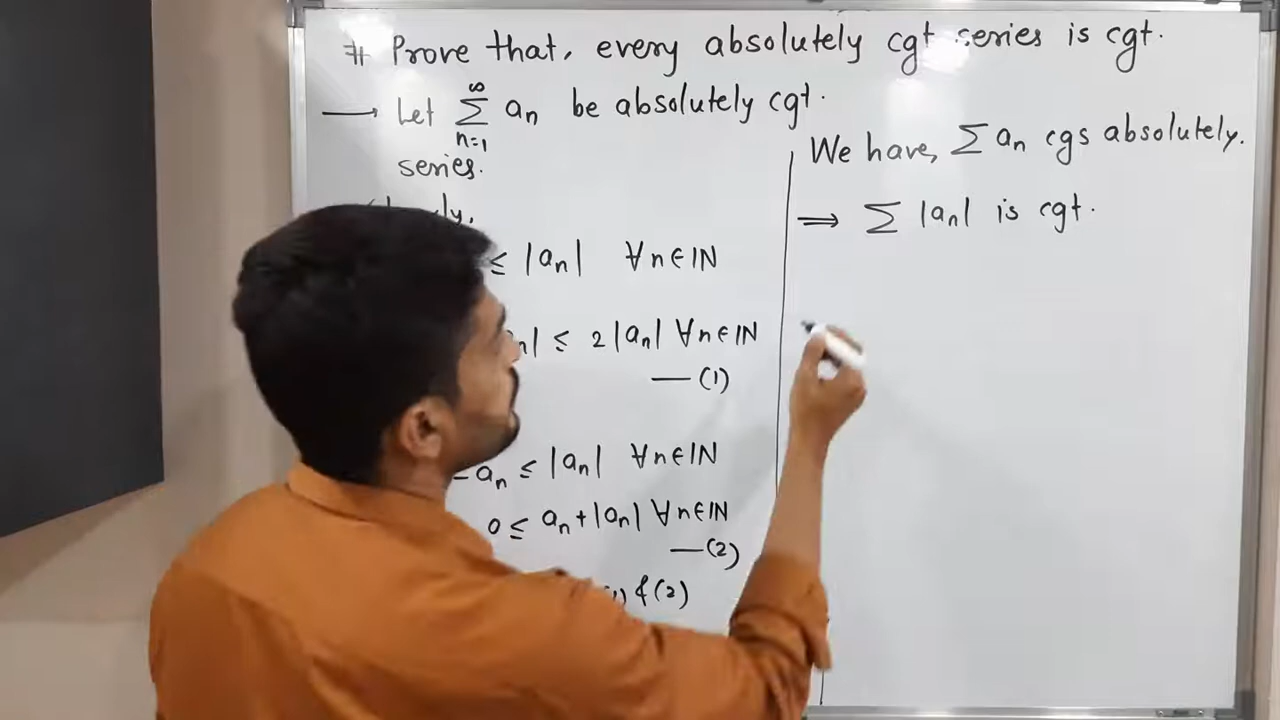 # Prove that, every absolutely cgt series is cgt.
→ Let ∞∑n=1 an be absolutely cgt.
series.
≤ |an| ∀n∈IN
≤ 2|an| ∀n∈IN
—(1)
-an ≤ |an| ∀n∈IN
0 ≤ an+|an| ∀n∈IN
—(2)
&(2)
We have, ∑ an cgs absolutely.
⇒ ∑ |an| is cgt.